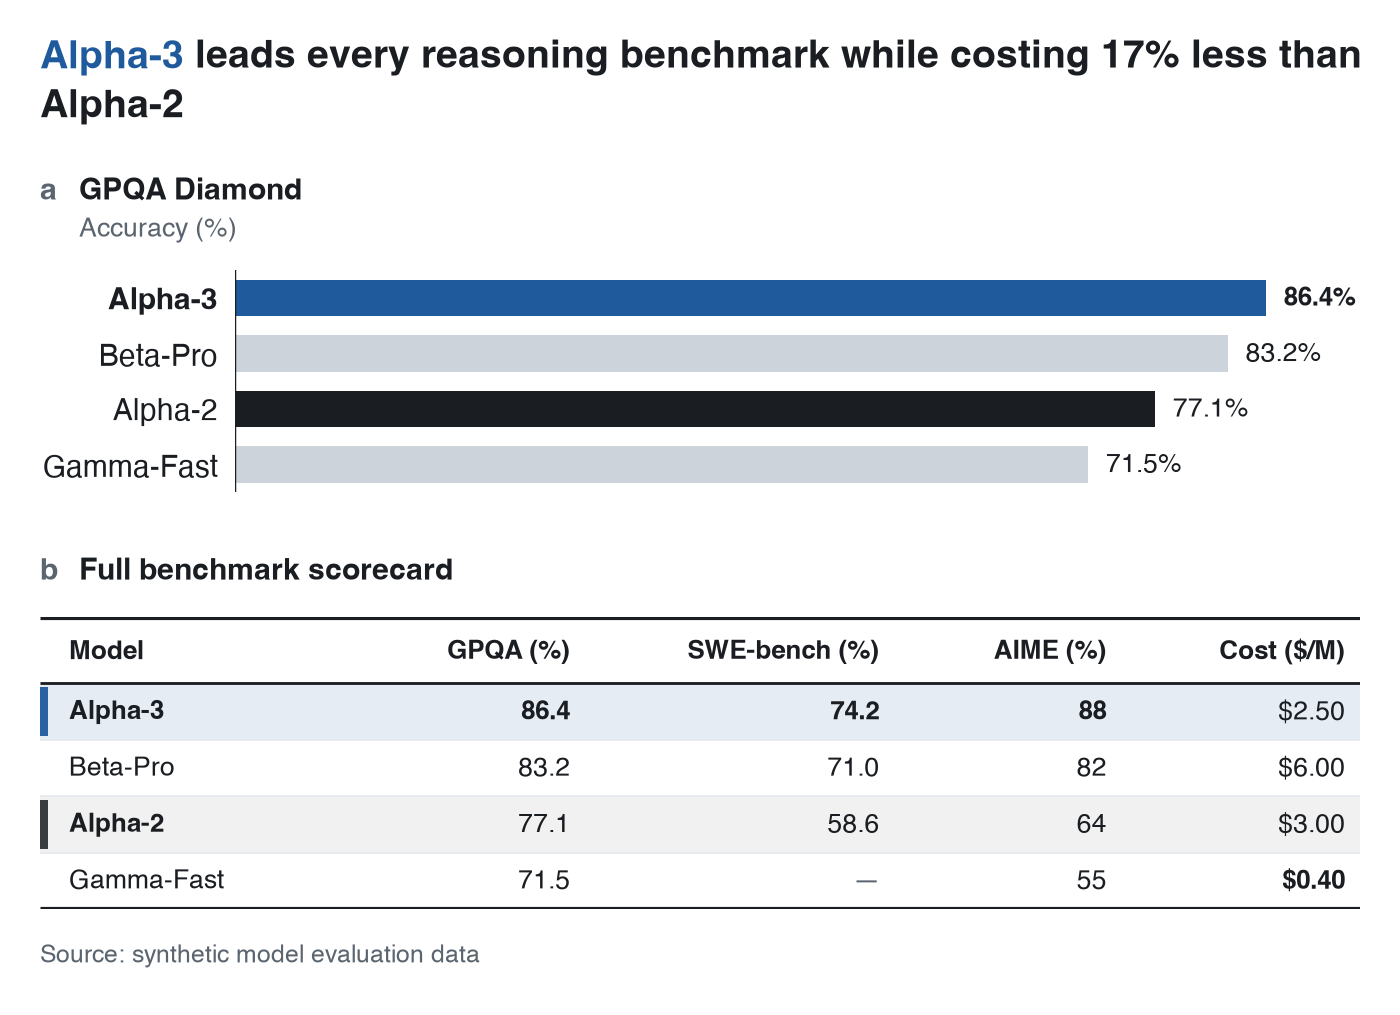 Alpha-3 leads every reasoning benchmark while costing 17% less than
Alpha-2
a GPQA Diamond
Accuracy (%)
Alpha-3 86.4%
Beta-Pro 83.2%
Alpha-2 77.1%
Gamma-Fast 71.5%
b Full benchmark scorecard
Model GPQA (%) SWE-bench (%) AIME (%) Cost ($/M)
Alpha-3 86.4 74.2 88 $2.50
Beta-Pro 83.2 71.0 82 $6.00
Alpha-2 77.1 58.6 64 $3.00
Gamma-Fast 71.5 — 55 $0.40
Source: synthetic model evaluation data